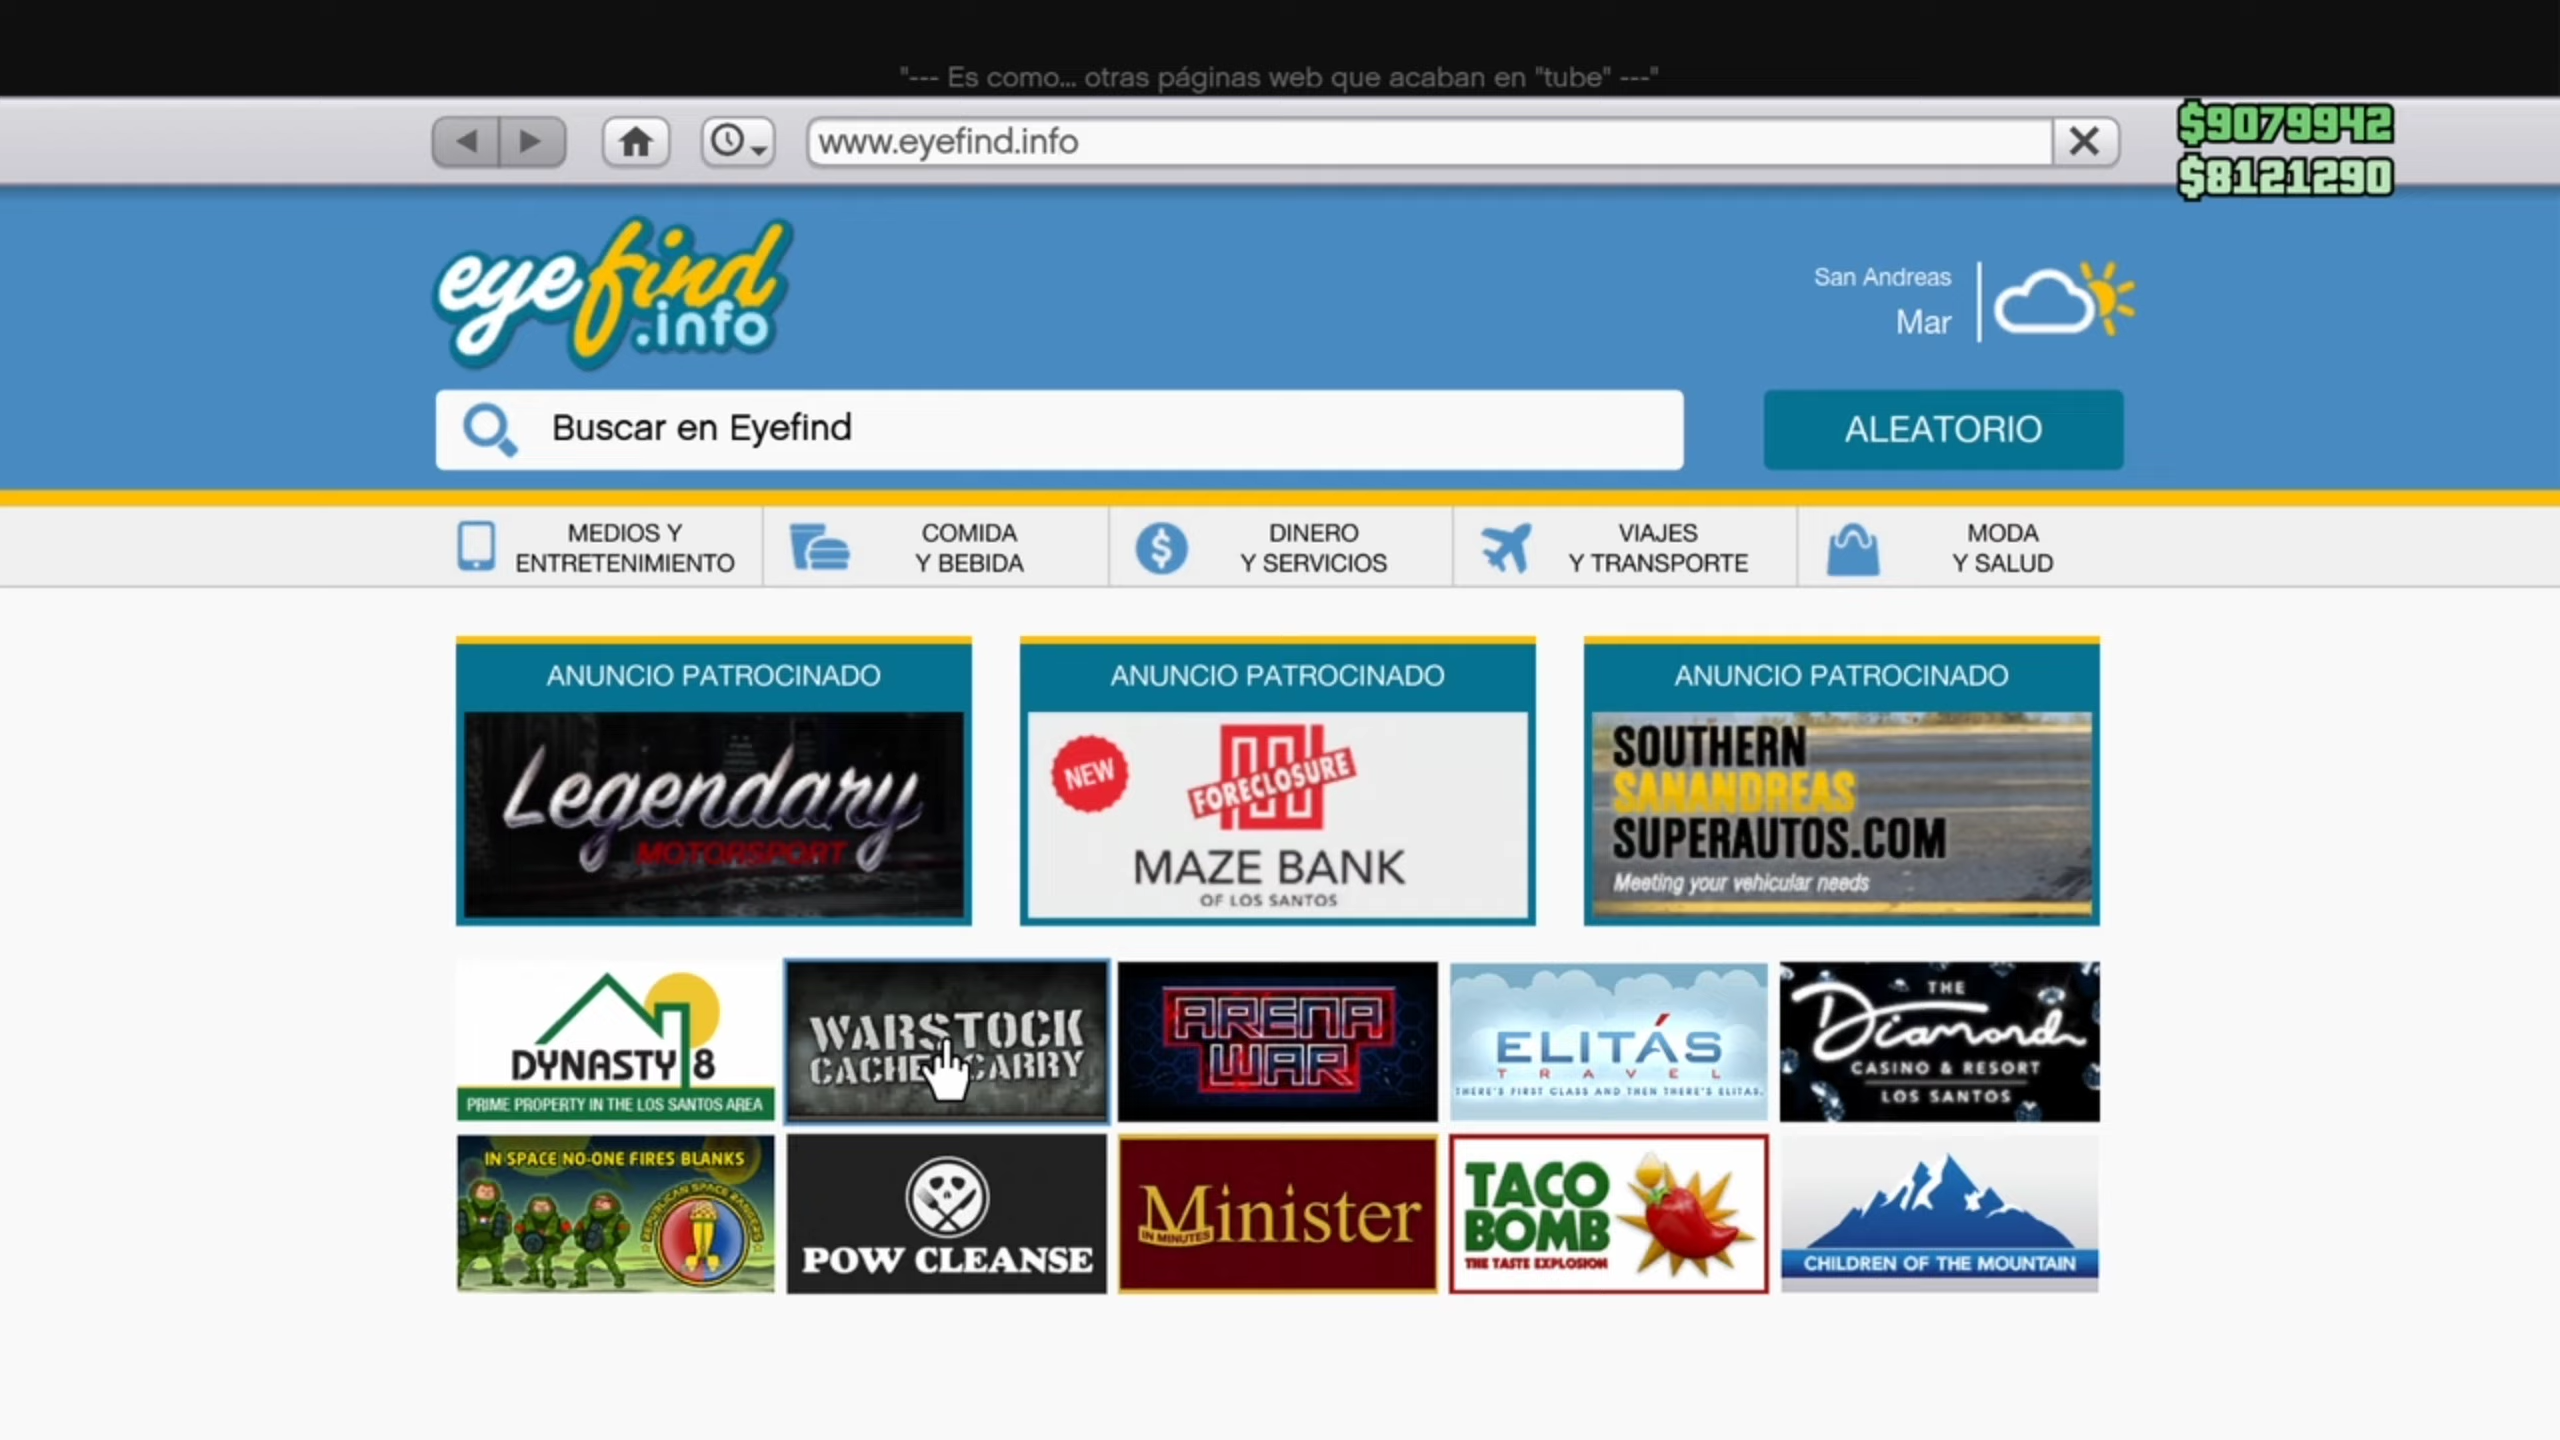 "--- Es como... otras páginas web que acaban en "tube" ---"
www.eyefind.info
$9079942
$8121290
eyefind
.info
San Andreas
Mar
Buscar en Eyefind
ALEATORIO
MEDIOS Y
ENTRETENIMIENTO
COMIDA
Y BEBIDA
DINERO
Y SERVICIOS
VIAJES
Y TRANSPORTE
MODA
Y SALUD
ANUNCIO PATROCINADO
Legendary
MOTORSPORT
ANUNCIO PATROCINADO
NEW
FORECLOSURE
MAZE BANK
OF LOS SANTOS
ANUNCIO PATROCINADO
SOUTHERN
SANANDREAS
SUPERAUTOS.COM
Meeting your vehicular needs
DYNASTY 8
PRIME PROPERTY IN THE LOS SANTOS AREA
WARSTOCK
CACHE CARRY
ARENA
WAR
ELITÁS
TRAVEL
THERE'S FIRST CLASS AND THEN THERE'S ELITAS.
THE
Diamond
CASINO & RESORT
LOS SANTOS
IN SPACE NO-ONE FIRES BLANKS
REPUBLICAN SPACE RANGERS
POW CLEANSE
Minister
IN MINUTES
TACO
BOMB
THE TASTE EXPLOSION
CHILDREN OF THE MOUNTAIN